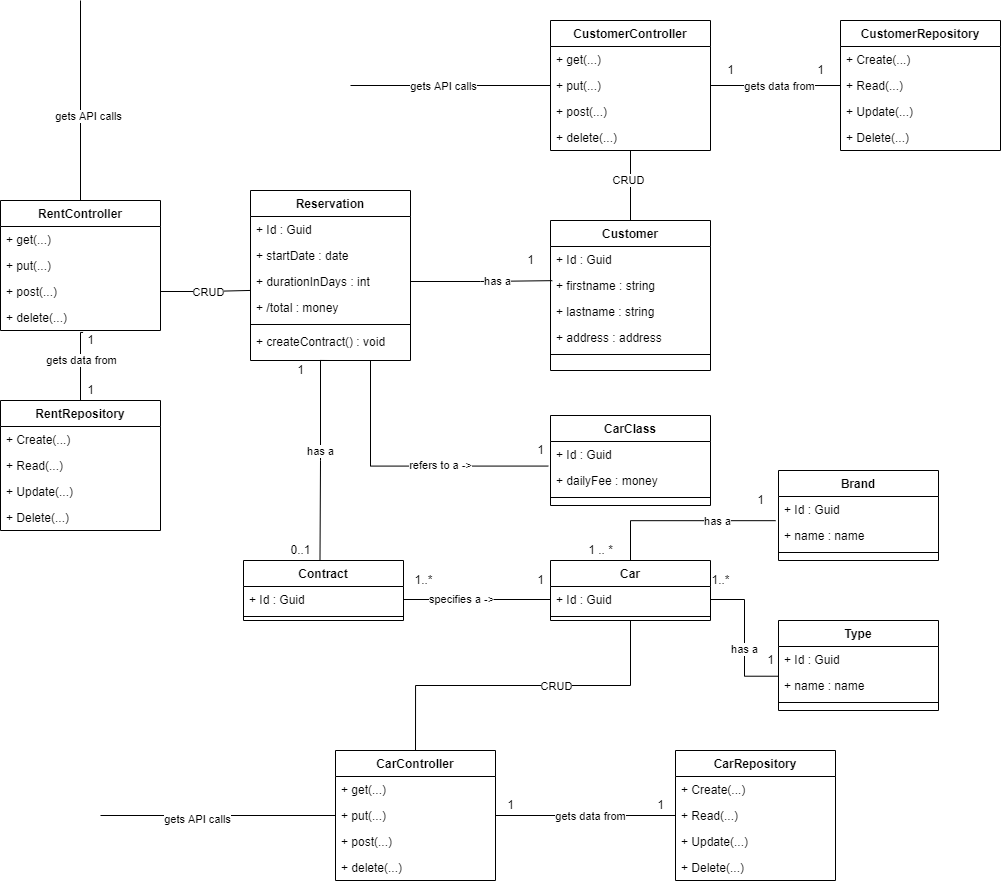 CustomerController
+ get(...)
+ put(...)
+ post(...)
+ delete(...)
gets API calls
1
1
gets data from
CustomerRepository
+ Create(...)
+ Read(...)
+ Update(...)
+ Delete(...)
gets API calls
CRUD
RentController
+ get(...)
+ put(...)
+ post(...)
+ delete(...)
CRUD
Reservation
+ Id : Guid
+ startDate : date
+ durationInDays : int
+ /total : money
+ createContract() : void
1
has a
Customer
+ Id : Guid
+ firstname : string
+ lastname : string
+ address : address
1
gets data from
1
RentRepository
+ Create(...)
+ Read(...)
+ Update(...)
+ Delete(...)
1
has a
0..1
refers to a ->
1
CarClass
+ Id : Guid
+ dailyFee : money
Brand
+ Id : Guid
+ name : name
1
has a
1 .. *
Contract
+ Id : Guid
1..*
specifies a ->
1
Car
+ Id : Guid
1..*
has a
1
Type
+ Id : Guid
+ name : name
CRUD
CarController
+ get(...)
+ put(...)
+ post(...)
+ delete(...)
gets API calls
1
gets data from
1
CarRepository
+ Create(...)
+ Read(...)
+ Update(...)
+ Delete(...)